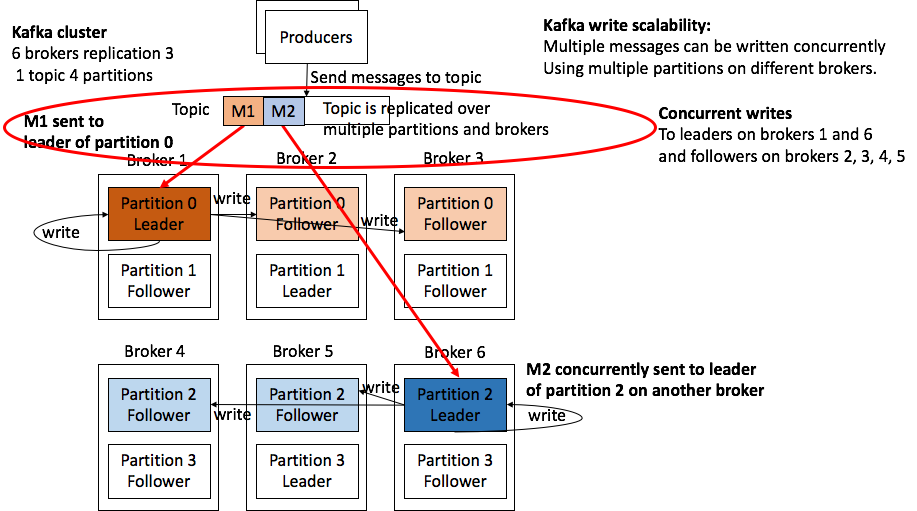 Kafka cluster
6 brokers replication 3
1 topic 4 partitions
Producers
Kafka write scalability:
Multiple messages can be written concurrently
Using multiple partitions on different brokers.
Send messages to topic
Topic
M1
M2
Topic is replicated over
multiple partitions and brokers
M1 sent to
leader of partition 0
Concurrent writes
To leaders on brokers 1 and 6
and followers on brokers 2, 3, 4, 5
Broker 1
Broker 2
Broker 3
Partition 0
Leader
write
Partition 0
Follower
write
Partition 0
Follower
write
Partition 1
Follower
Partition 1
Leader
Partition 1
Follower
Broker 4
Broker 5
Broker 6
M2 concurrently sent to leader
of partition 2 on another broker
Partition 2
Follower
write
Partition 2
Follower
write
Partition 2
Leader
write
Partition 3
Follower
Partition 3
Leader
Partition 3
Follower